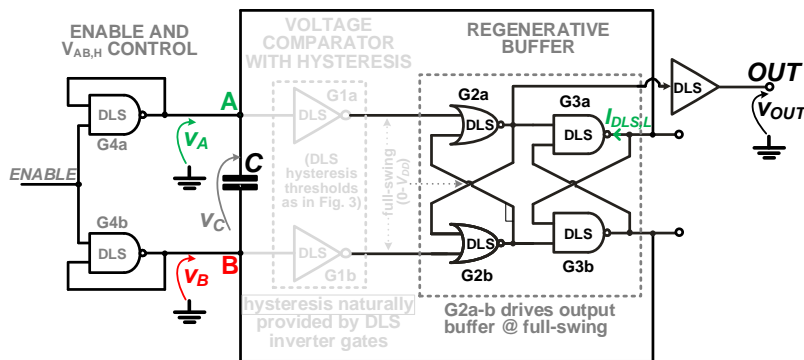 ENABLE AND
V_AB,H CONTROL
VOLTAGE
COMPARATOR
WITH HYSTERESIS
REGENERATIVE
BUFFER
DLS
G4a
A
v_A
ENABLE
G4b
DLS
B
v_B
C
v_C
G1a
DLS
(DLS
hysteresis
thresholds
as in Fig. 3)
DLS
G1b
full-swing
(0-V_DD)
hysteresis naturally
provided by DLS
inverter gates
G2a
DLS
G3a
DLS
I_DLS,L
DLS
G2b
DLS
G3b
G2a-b drives output
buffer @ full-swing
DLS
OUT
v_OUT